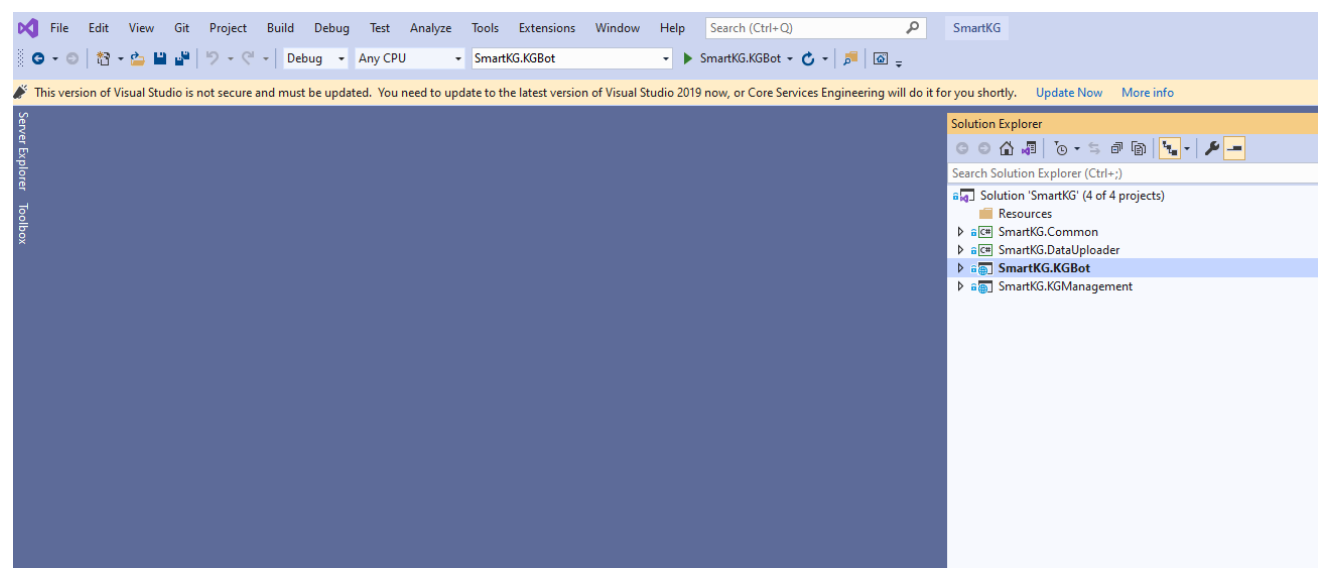 File Edit View Git Project Build Debug Test Analyze Tools Extensions Window Help Search (Ctrl+Q) SmartKG
Debug Any CPU SmartKG.KGBot SmartKG.KGBot
This version of Visual Studio is not secure and must be updated. You need to update to the latest version of Visual Studio 2019 now, or Core Services Engineering will do it for you shortly. Update Now More info
Server Explorer
Toolbox
Solution Explorer
Search Solution Explorer (Ctrl+;)
Solution 'SmartKG' (4 of 4 projects)
Resources
C# SmartKG.Common
C# SmartKG.DataUploader
SmartKG.KGBot
SmartKG.KGManagement